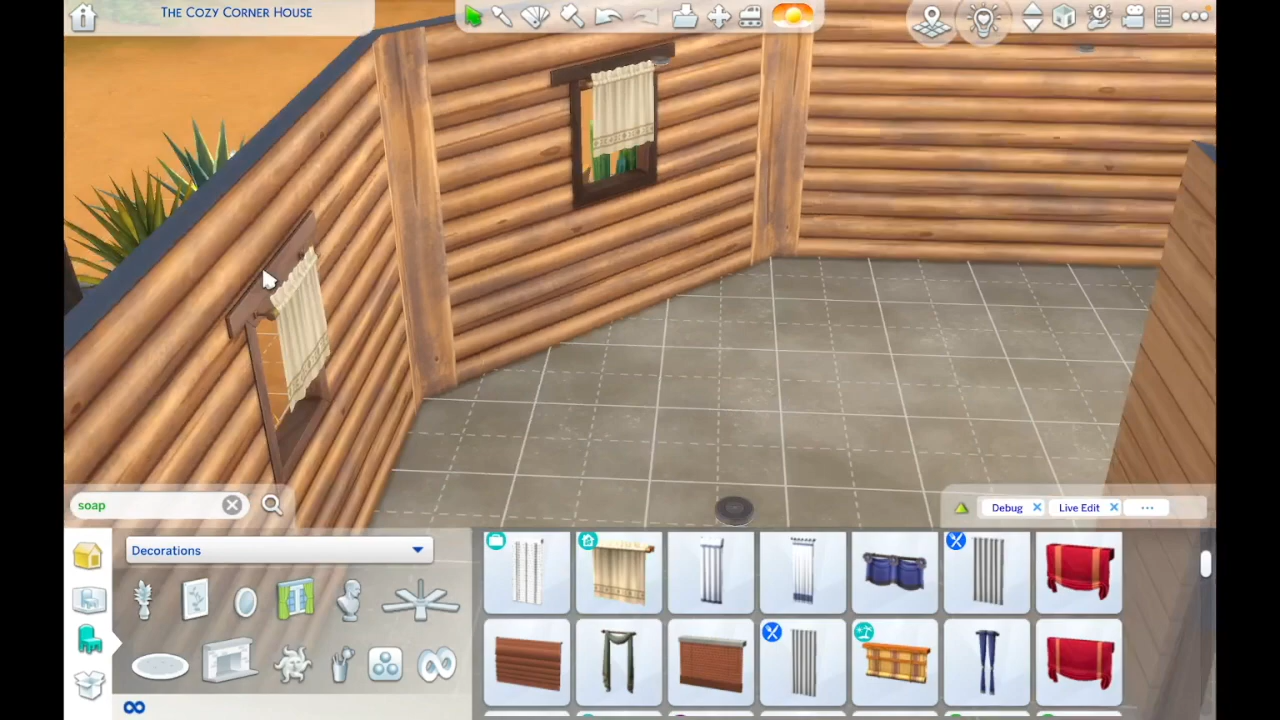 THE COZY CORNER HOUSE
soap
Debug
Live Edit
Decorations